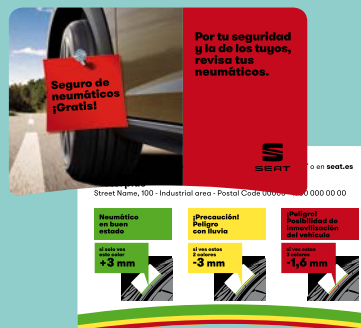 Por tu seguridad
y la de los tuyos,
revisa tus
neumáticos.
Seguro de
neumáticos
¡Gratis!
SEAT
o en seat.es
Street Name, 100 - Industrial area - Postal Code 00000 000 00 00
Neumático
en buen
estado
si solo ves
este color
+3 mm
¡Precaución!
Peligro
con lluvia
si ves estos
2 colores
-3 mm
¡Peligro!
Posibilidad de
inmovilización
del vehículo
si ves estos
3 colores
-1,6 mm